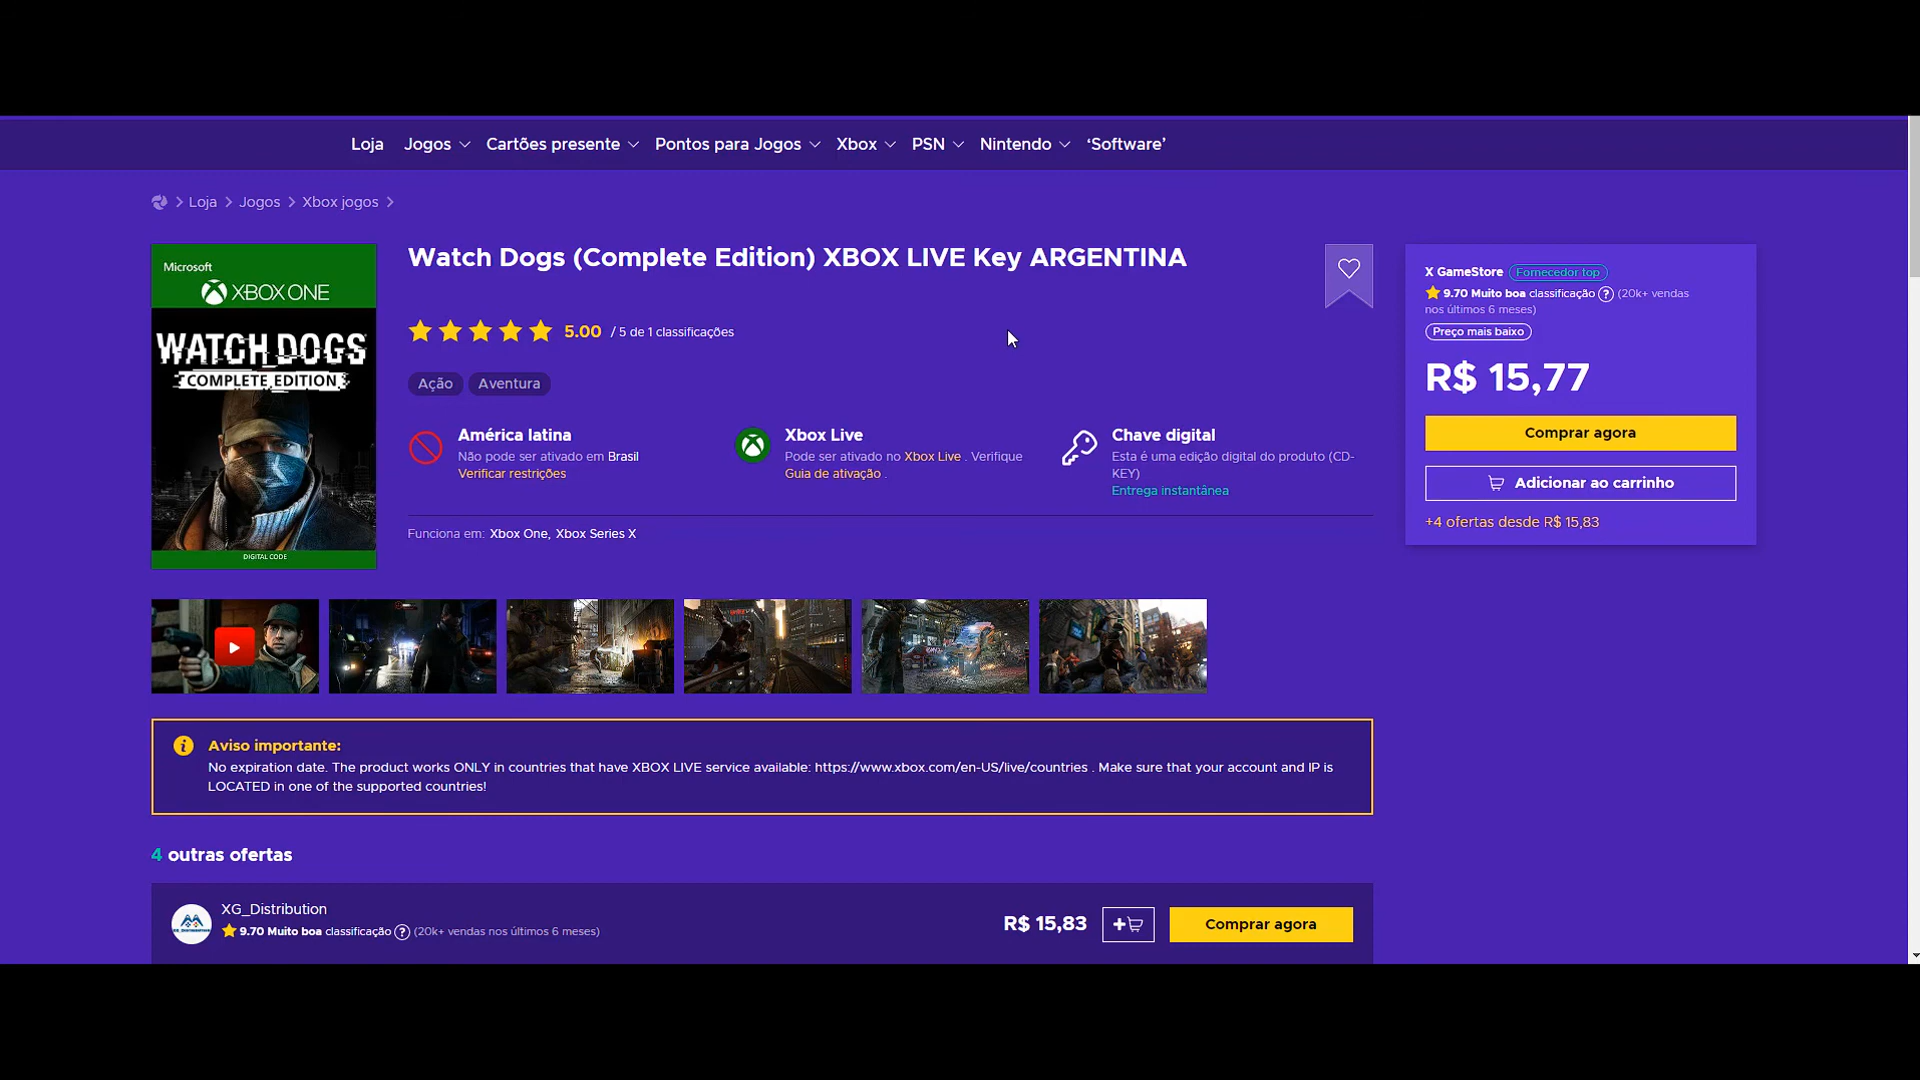 Loja Jogos Cartões presente Pontos para Jogos Xbox PSN Nintendo ‘Software’
Loja Jogos Xbox jogos
Microsoft
XBOX ONE
WATCH DOGS
COMPLETE EDITION
DIGITAL CODE
Watch Dogs (Complete Edition) XBOX LIVE Key ARGENTINA
5.00 / 5 de 1 classificações
Ação Aventura
América latina
Não pode ser ativado em Brasil
Verificar restrições
Xbox Live
Pode ser ativado no Xbox Live . Verifique
Guia de ativação .
Chave digital
Esta é uma edição digital do produto (CD-
KEY)
Entrega instantânea
Funciona em: Xbox One, Xbox Series X
X GameStore Fornecedor top
9.70 Muito boa classificação ? (20k+ vendas
nos últimos 6 meses)
Preço mais baixo
R$ 15,77
Comprar agora
Adicionar ao carrinho
+4 ofertas desde R$ 15,83
Aviso importante:
No expiration date. The product works ONLY in countries that have XBOX LIVE service available: https://www.xbox.com/en-US/live/countries . Make sure that your account and IP is
LOCATED in one of the supported countries!
4 outras ofertas
XG_Distribution
9.70 Muito boa classificação ? (20k+ vendas nos últimos 6 meses)
R$ 15,83
Comprar agora